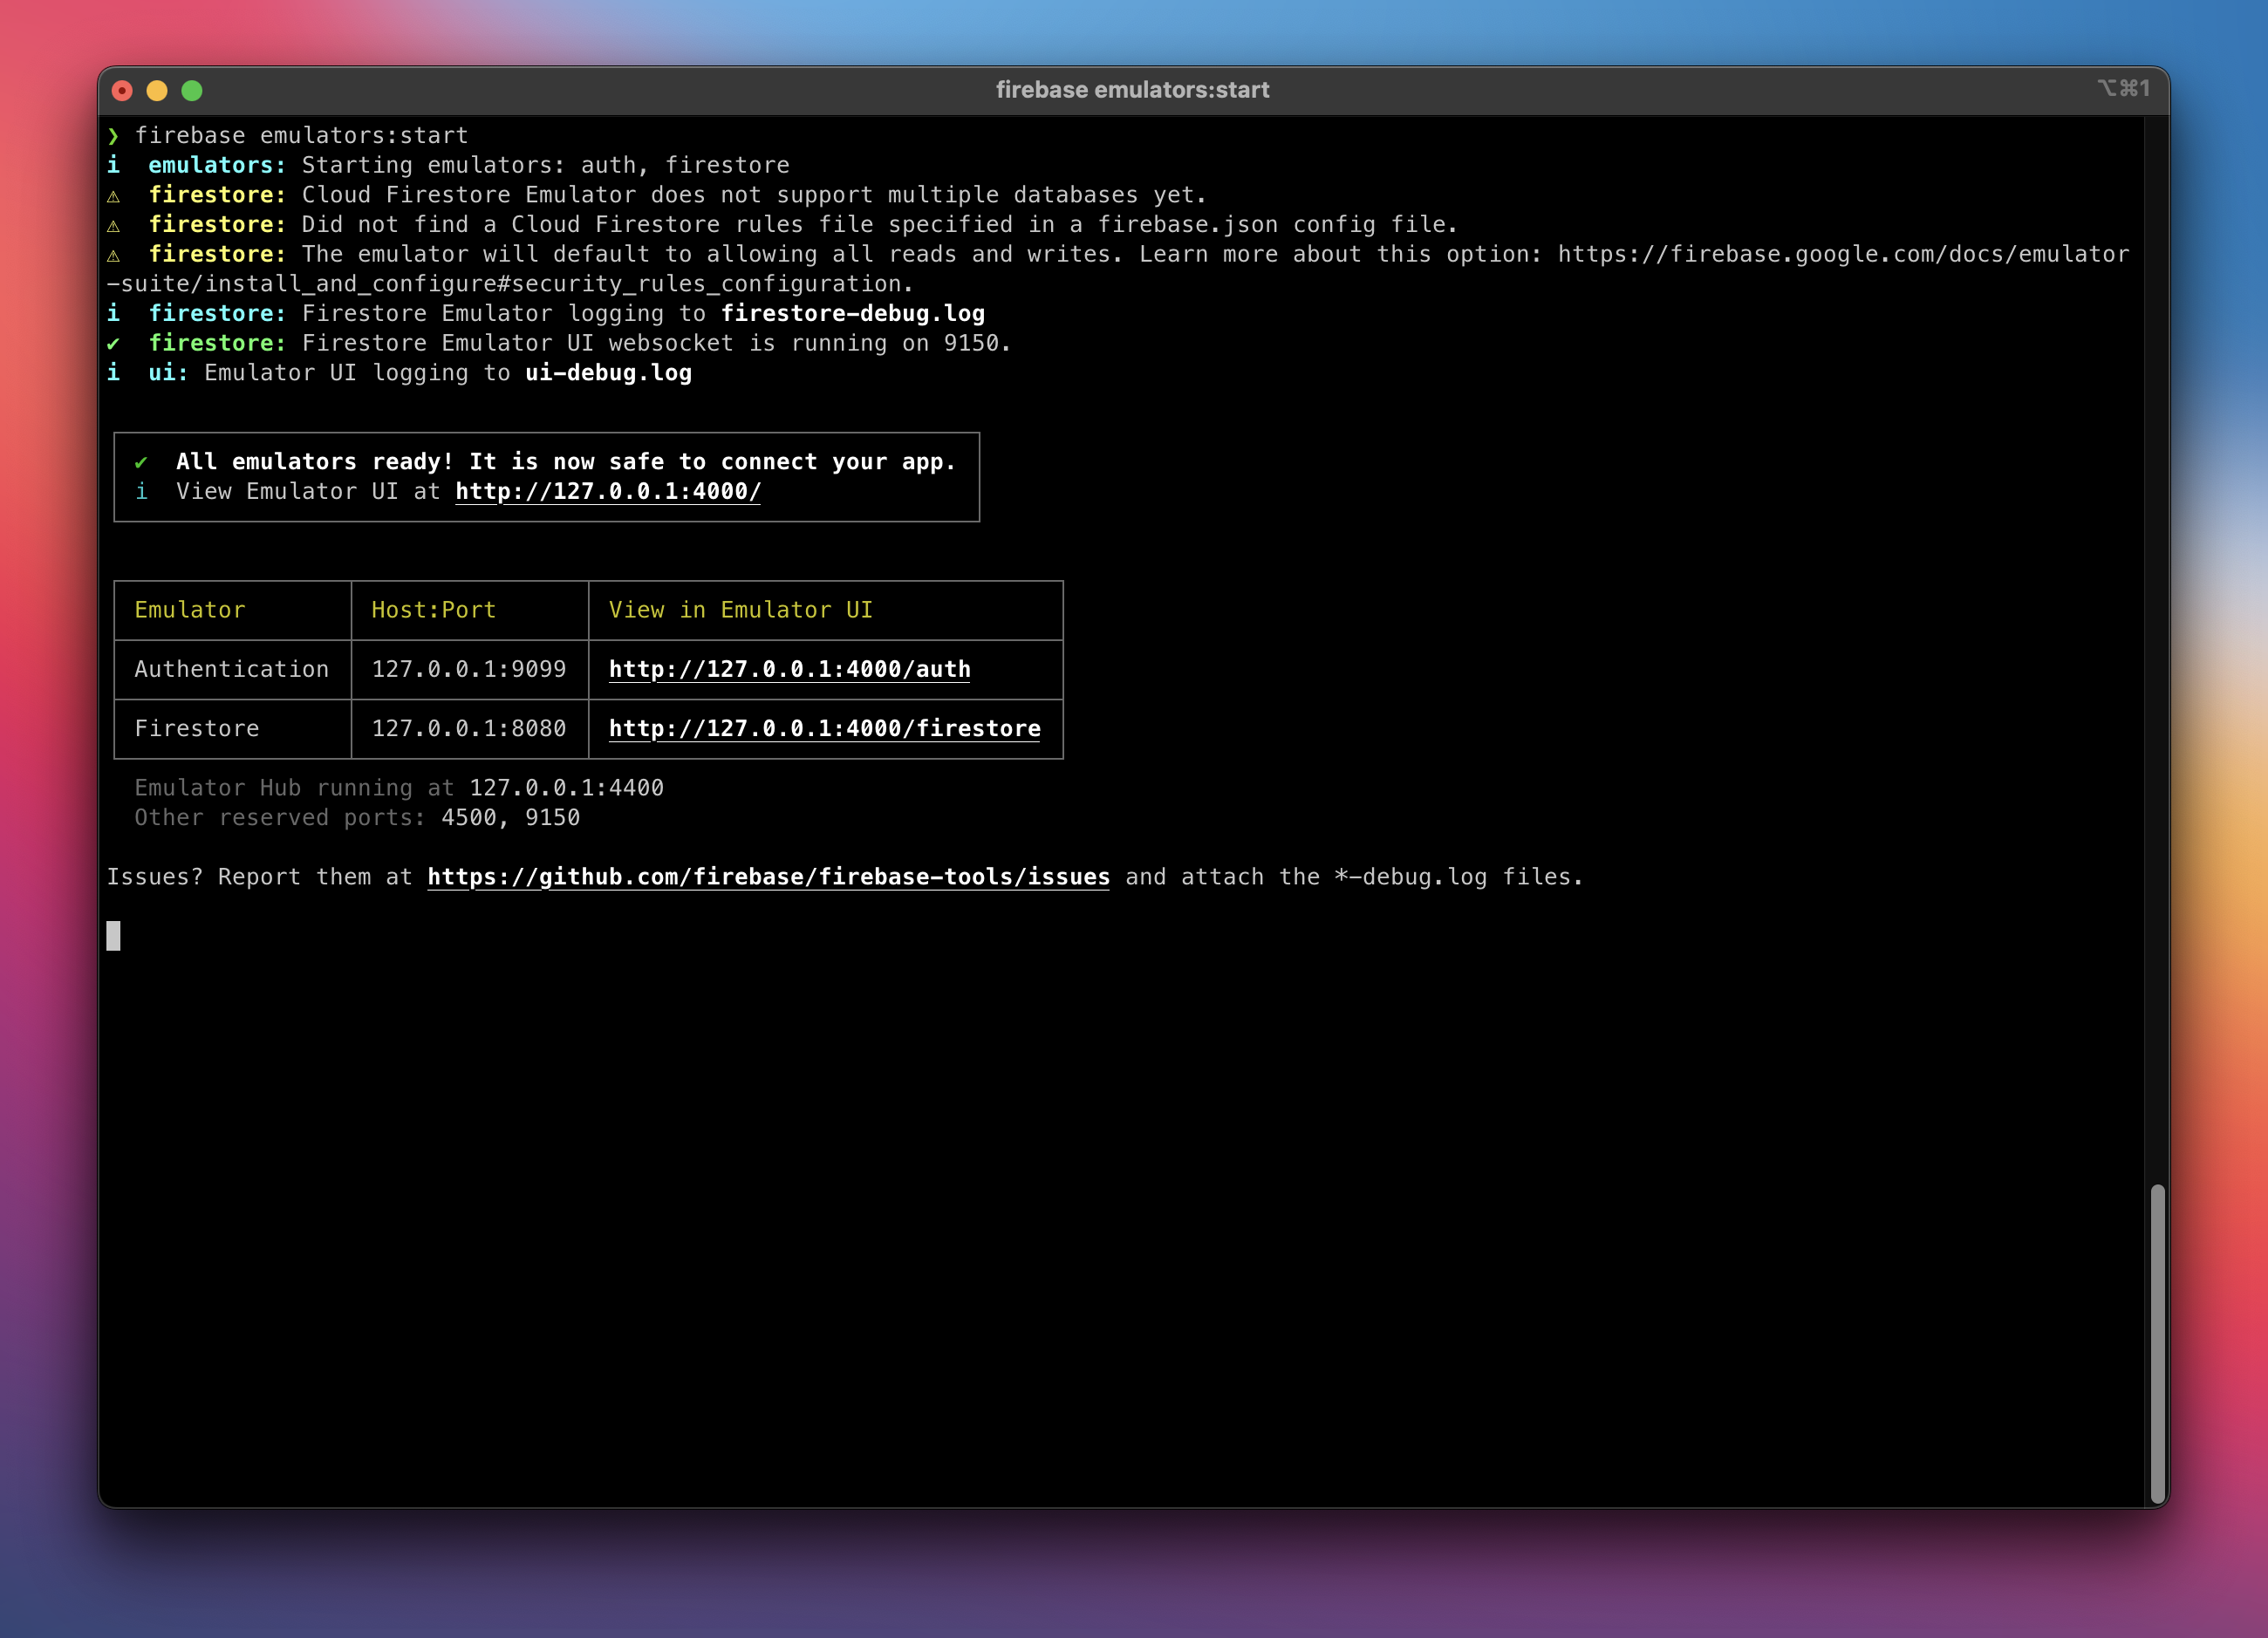 firebase emulators:start
⌥⌘1
❯ firebase emulators:start
i  emulators: Starting emulators: auth, firestore
⚠  firestore: Cloud Firestore Emulator does not support multiple databases yet.
⚠  firestore: Did not find a Cloud Firestore rules file specified in a firebase.json config file.
⚠  firestore: The emulator will default to allowing all reads and writes. Learn more about this option: https://firebase.google.com/docs/emulator
-suite/install_and_configure#security_rules_configuration.
i  firestore: Firestore Emulator logging to firestore-debug.log
✔  firestore: Firestore Emulator UI websocket is running on 9150.
i  ui: Emulator UI logging to ui-debug.log
✔  All emulators ready! It is now safe to connect your app.
i  View Emulator UI at http://127.0.0.1:4000/
Emulator Host:Port View in Emulator UI
Authentication 127.0.0.1:9099 http://127.0.0.1:4000/auth
Firestore 127.0.0.1:8080 http://127.0.0.1:4000/firestore
Emulator Hub running at 127.0.0.1:4400
Other reserved ports: 4500, 9150
Issues? Report them at https://github.com/firebase/firebase-tools/issues and attach the *-debug.log files.